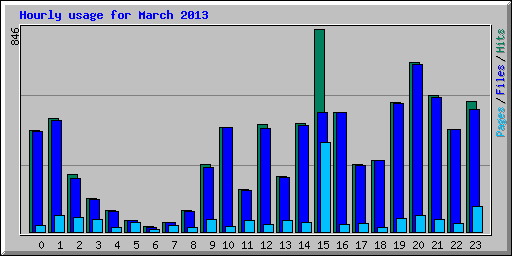 Hourly usage for March 2013
846
Pages/Files/Hits
0 1 2 3 4 5 6 7 8 9 10 11 12 13 14 15 16 17 18 19 20 21 22 23